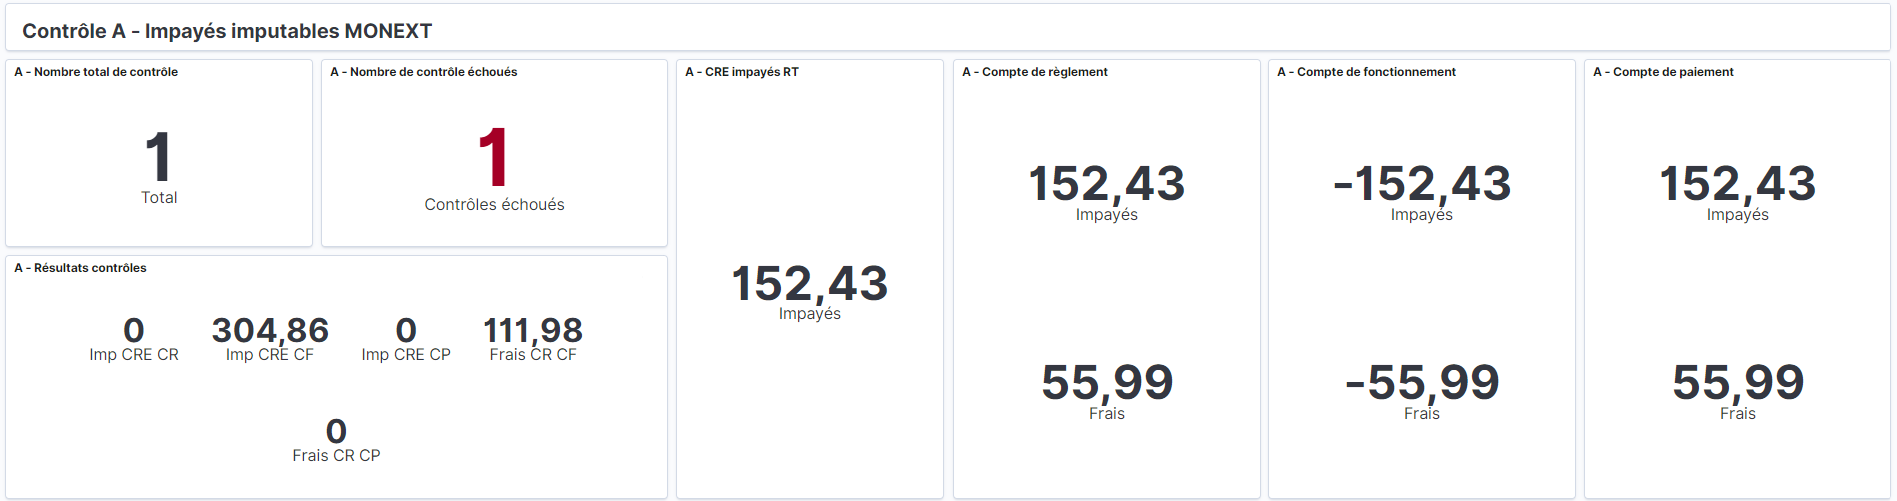 Contrôle A - Impayés imputables MONEXT
A - Nombre total de contrôle
1
Total
A - Nombre de contrôle échoués
1
Contrôles échoués
A - Résultats contrôles
0
Imp CRE CR
304,86
Imp CRE CF
0
Imp CRE CP
111,98
Frais CR CF
0
Frais CR CP
A - CRE impayés RT
152,43
Impayés
A - Compte de règlement
152,43
Impayés
55,99
Frais
A - Compte de fonctionnement
-152,43
Impayés
-55,99
Frais
A - Compte de paiement
152,43
Impayés
55,99
Frais